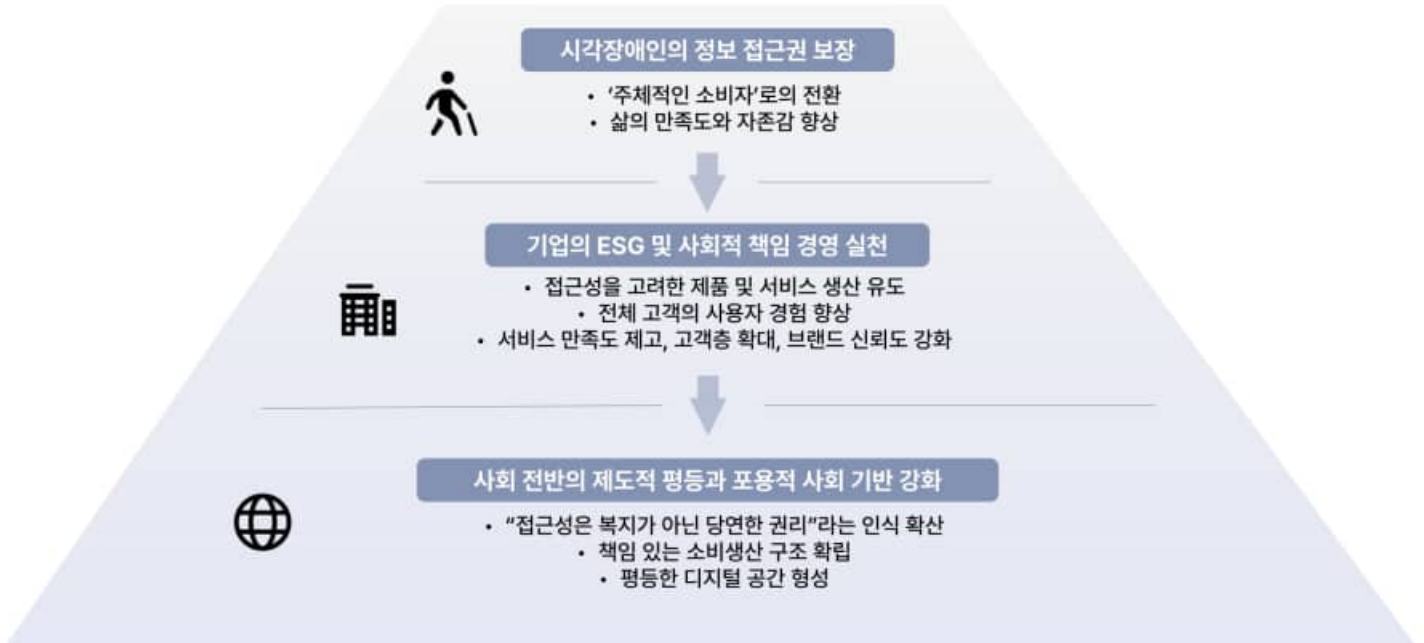 시각장애인의 정보 접근권 보장
• ‘주체적인 소비자’로의 전환
• 삶의 만족도와 자존감 향상
기업의 ESG 및 사회적 책임 경영 실천
• 접근성을 고려한 제품 및 서비스 생산 유도
• 전체 고객의 사용자 경험 향상
• 서비스 만족도 제고, 고객층 확대, 브랜드 신뢰도 강화
사회 전반의 제도적 평등과 포용적 사회 기반 강화
• “접근성은 복지가 아닌 당연한 권리”라는 인식 확산
• 책임 있는 소비생산 구조 확립
• 평등한 디지털 공간 형성